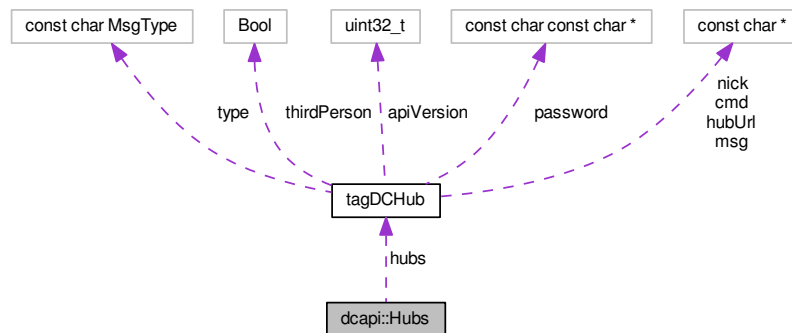 const char MsgType
Bool
uint32_t
const char const char *
const char *
type
thirdPerson
apiVersion
password
nick
cmd
hubUrl
msg
tagDCHub
hubs
dcapi::Hubs